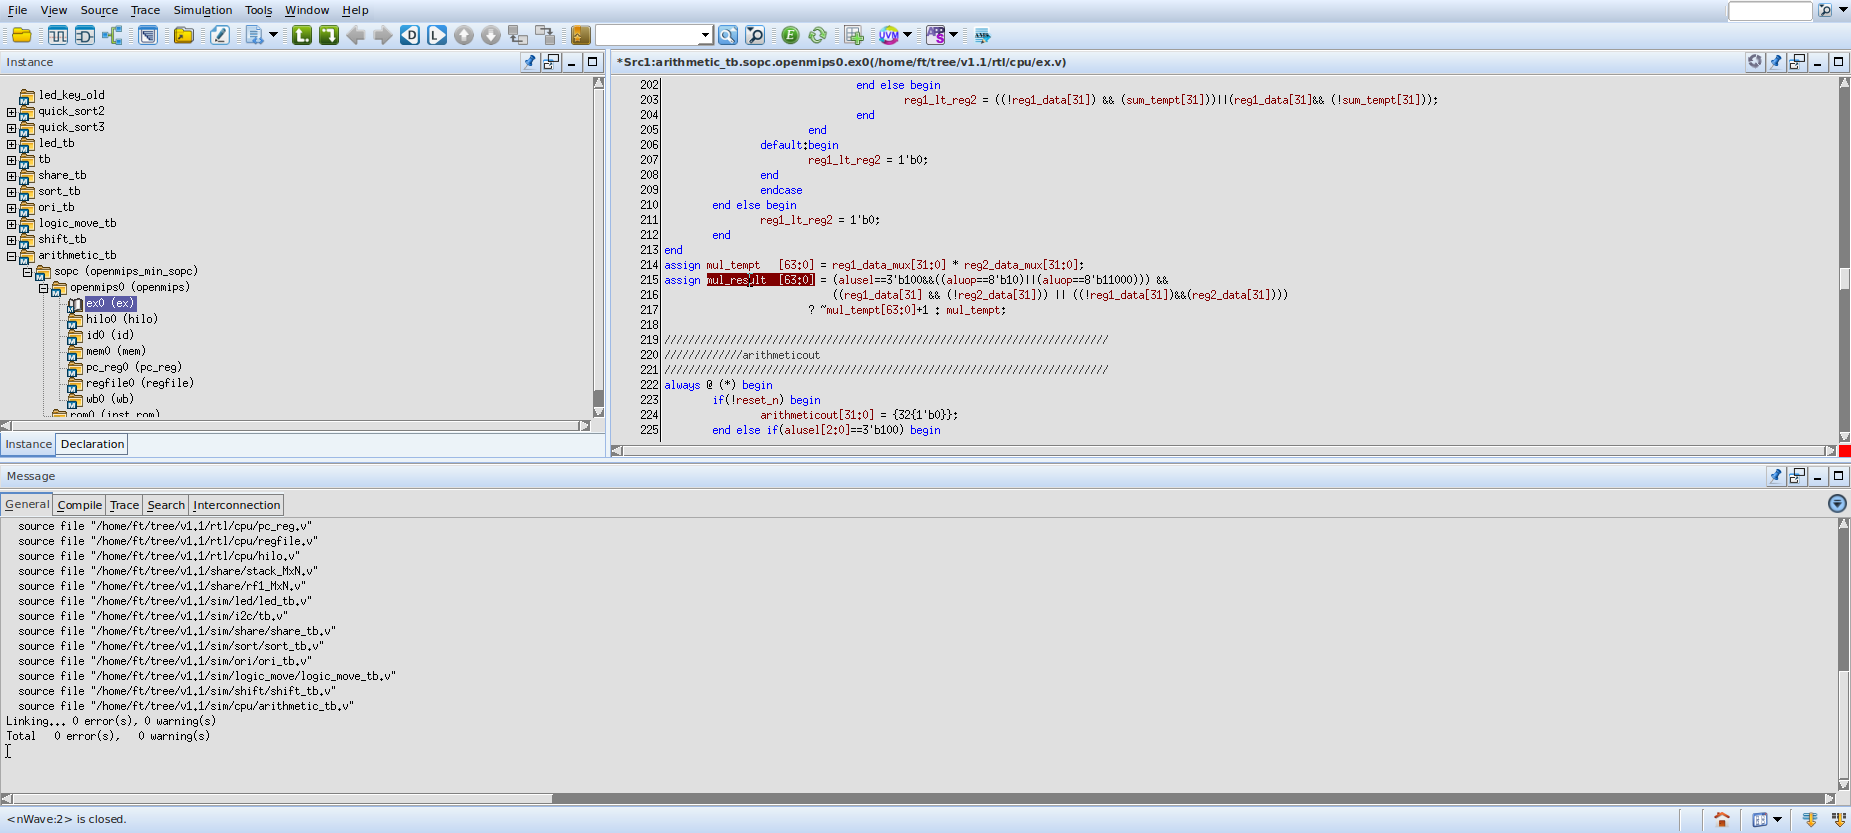 File View Source Trace Simulation Tools Window Help
Instance
led_key_old
quick_sort2
quick_sort3
led_tb
tb
share_tb
sort_tb
ori_tb
logic_move_tb
shift_tb
arithmetic_tb
sopc (openmips_min_sopc)
openmips0 (openmips)
ex0 (ex)
hilo0 (hilo)
id0 (id)
mem0 (mem)
pc_reg0 (pc_reg)
regfile0 (regfile)
wb0 (wb)
rom0 (inst_rom)
Instance Declaration
*Src1:arithmetic_tb.sopc.openmips0.ex0(/home/ft/tree/v1.1/rtl/cpu/ex.v)
202 end else begin
203 reg1_lt_reg2 = ((!reg1_data[31]) && (sum_tempt[31]))||(reg1_data[31]&& (!sum_tempt[31]));
204 end
205 end
206 default:begin
207 reg1_lt_reg2 = 1'b0;
208 end
209 endcase
210 end else begin
211 reg1_lt_reg2 = 1'b0;
212 end
213 end
214 assign mul_tempt [63:0] = reg1_data_mux[31:0] * reg2_data_mux[31:0];
215 assign mul_result [63:0] = (alusel==3'b100&&((aluop==8'b10)||(aluop==8'b11000))) &&
216 ((reg1_data[31] && (!reg2_data[31])) || ((!reg1_data[31])&&(reg2_data[31])))
217 ? ~mul_tempt[63:0]+1 : mul_tempt;
218
219 //////////////////////////////////////////////////////////////////////////
220 /////////////arithmeticout
221 //////////////////////////////////////////////////////////////////////////
222 always @ (*) begin
223 if(!reset_n) begin
224 arithmeticout[31:0] = {32{1'b0}};
225 end else if(alusel[2:0]==3'b100) begin
Message
General Compile Trace Search Interconnection
source file "/home/ft/tree/v1.1/rtl/cpu/pc_reg.v"
source file "/home/ft/tree/v1.1/rtl/cpu/regfile.v"
source file "/home/ft/tree/v1.1/rtl/cpu/hilo.v"
source file "/home/ft/tree/v1.1/share/stack_MxN.v"
source file "/home/ft/tree/v1.1/share/rf1_MxN.v"
source file "/home/ft/tree/v1.1/sim/led/led_tb.v"
source file "/home/ft/tree/v1.1/sim/i2c/tb.v"
source file "/home/ft/tree/v1.1/sim/share/share_tb.v"
source file "/home/ft/tree/v1.1/sim/sort/sort_tb.v"
source file "/home/ft/tree/v1.1/sim/ori/ori_tb.v"
source file "/home/ft/tree/v1.1/sim/logic_move/logic_move_tb.v"
source file "/home/ft/tree/v1.1/sim/shift/shift_tb.v"
source file "/home/ft/tree/v1.1/sim/cpu/arithmetic_tb.v"
Linking... 0 error(s), 0 warning(s)
Total 0 error(s), 0 warning(s)
<nWave:2> is closed.